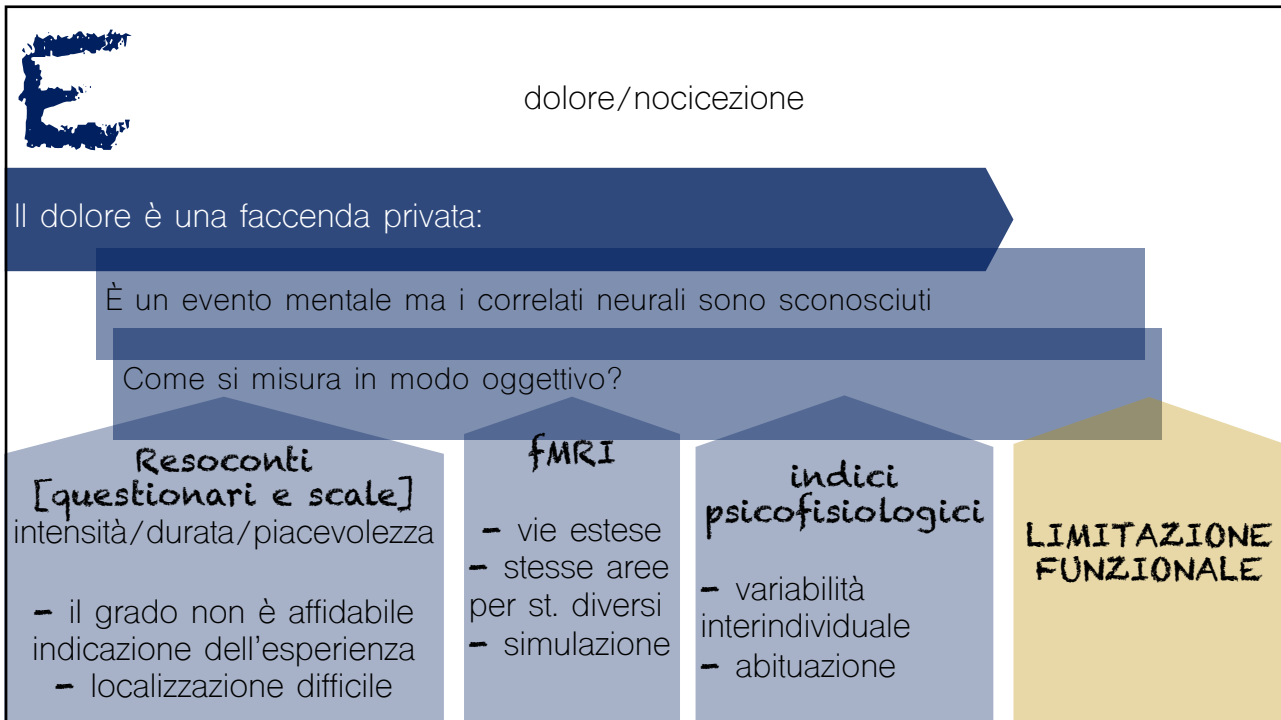 E
dolore/nocicezione
Il dolore è una faccenda privata:
È un evento mentale ma i correlati neurali sono sconosciuti
Come si misura in modo oggettivo?
Resoconti
[questionari e scale]
intensità/durata/piacevolezza
- il grado non è affidabile
indicazione dell'esperienza
- localizzazione difficile
fMRI
- vie estese
- stesse aree
per st. diversi
- simulazione
indici
psicofisiologici
- variabilità
interindividuale
- abituazione
LIMITAZIONE
FUNZIONALE